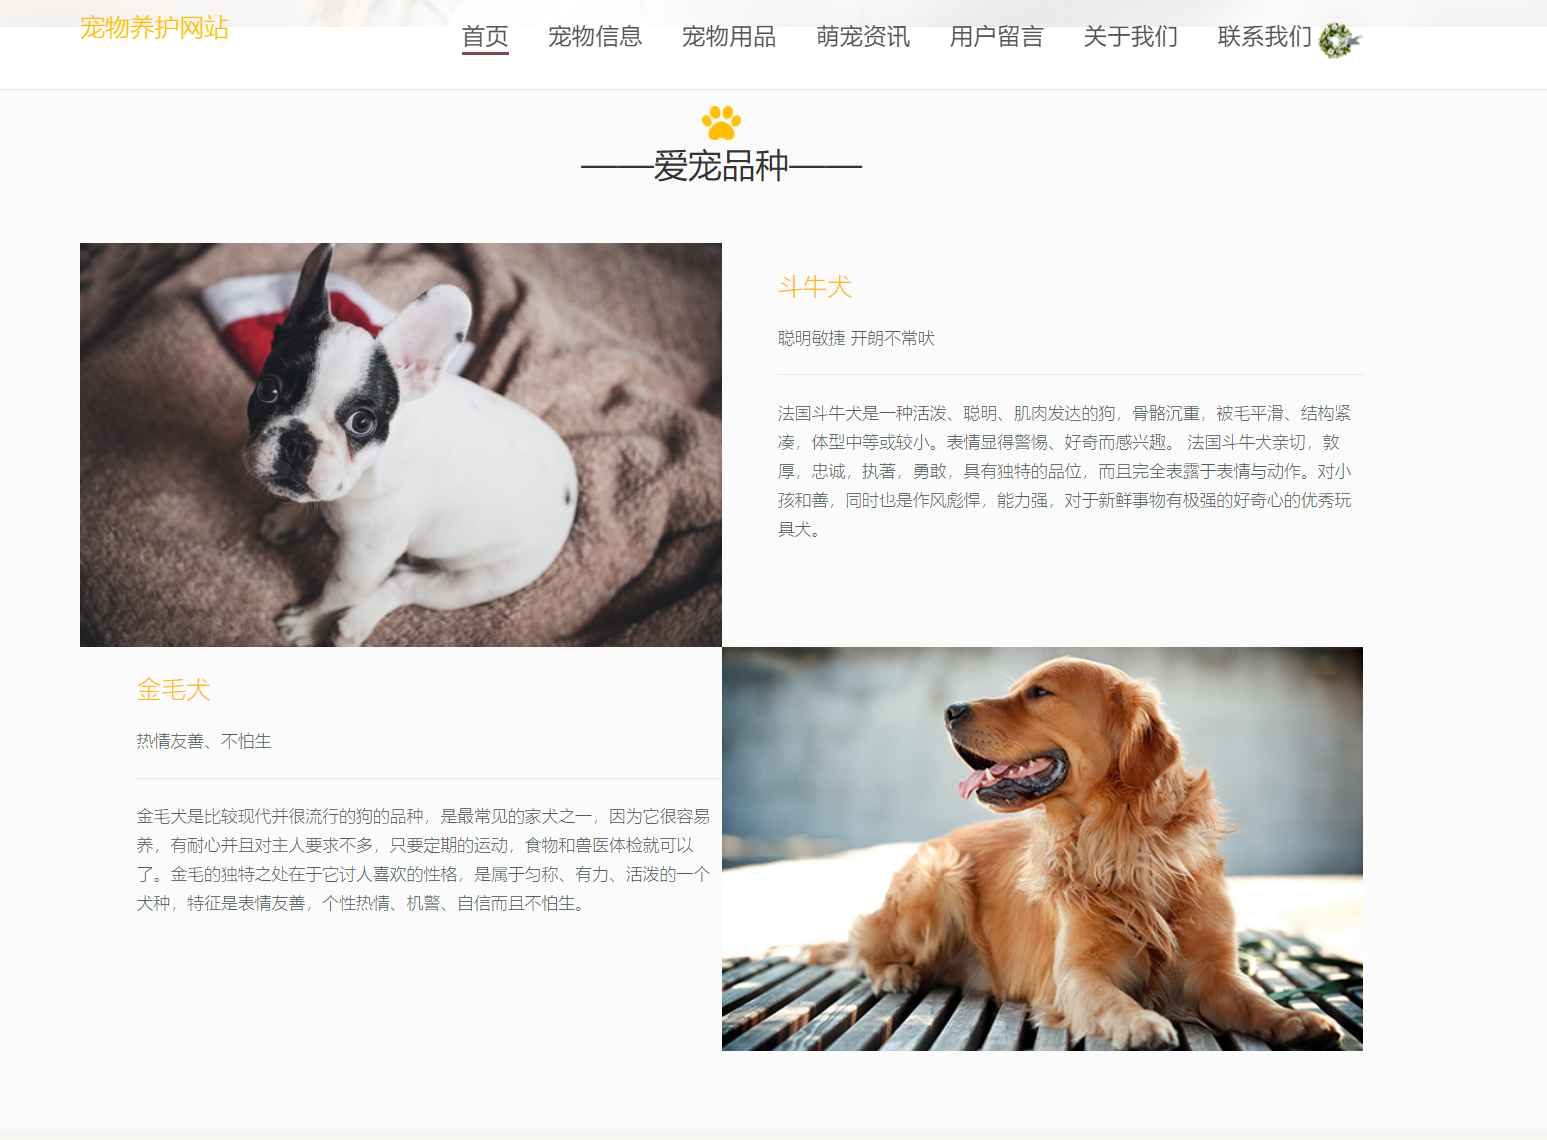 宠物养护网站
首页 宠物信息 宠物用品 萌宠资讯 用户留言 关于我们 联系我们
——爱宠品种——
斗牛犬
聪明敏捷 开朗不常吠
法国斗牛犬是一种活泼、聪明、肌肉发达的狗，骨骼沉重，被毛平滑、结构紧
凑，体型中等或较小。表情显得警惕、好奇而感兴趣。 法国斗牛犬亲切，敦
厚，忠诚，执著，勇敢，具有独特的品位，而且完全表露于表情与动作。对小
孩和善，同时也是作风彪悍，能力强，对于新鲜事物有极强的好奇心的优秀玩
具犬。
金毛犬
热情友善、不怕生
金毛犬是比较现代并很流行的狗的品种，是最常见的家犬之一，因为它很容易
养，有耐心并且对主人要求不多，只要定期的运动，食物和兽医体检就可以
了。金毛的独特之处在于它讨人喜欢的性格，是属于匀称、有力、活泼的一个
犬种，特征是表情友善，个性热情、机警、自信而且不怕生。